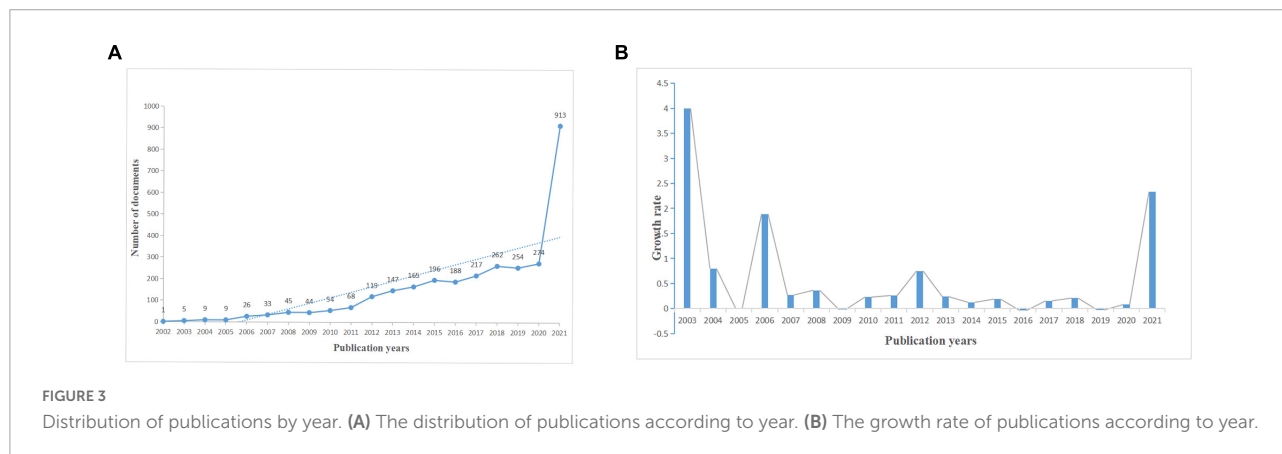 A
1000
900
800
700
600
500
400
300
200
100
0
Number of documents
1 5 9 9 26 33 45 44 54 68 119 147 165 196 188 217 262 254 274 913
2002 2003 2004 2005 2006 2007 2008 2009 2010 2011 2012 2013 2014 2015 2016 2017 2018 2019 2020 2021
Publication years
B
4.5
4
3.5
3
2.5
2
1.5
1
0.5
0
-0.5
Growth rate
2003 2004 2005 2006 2007 2008 2009 2010 2011 2012 2013 2014 2015 2016 2017 2018 2019 2020 2021
Publication years
FIGURE 3
Distribution of publications by year. (A) The distribution of publications according to year. (B) The growth rate of publications according to year.